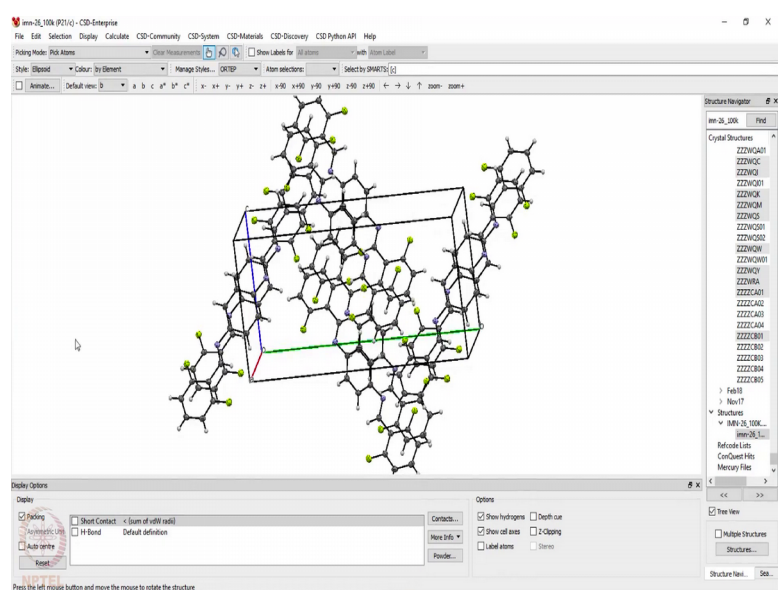 imn-26_100k (P21/c) - CSD-Enterprise
File Edit Selection Display Calculate CSD-Community CSD-System CSD-Materials CSD-Discovery CSD Python API Help
Picking Mode: Pick Atoms Clear Measurements Show Labels for All atoms with Atom Label
Style: Ellipsoid Colour: by Element Manage Styles... ORTEP Atom selections: Select by SMARTS: [c]
Animate... Default view: b a b c a* b* c* x- x+ y- y+ z- z+ x-90 x+90 y-90 y+90 z-90 z+90 ← → ↓ ↑ zoom- zoom+
Structure Navigator
imn-26_100k Find
Crystal Structures
ZZZWQA01
ZZZWQC
ZZZWQI
ZZZWQI01
ZZZWQK
ZZZWQM
ZZZWQS
ZZZWQS01
ZZZWQS02
ZZZWQW
ZZZWQW01
ZZZWQY
ZZZWRA
ZZZZCA01
ZZZZCA02
ZZZZCA03
ZZZZCA04
ZZZZCB01
ZZZZCB02
ZZZZCB03
ZZZZCB04
ZZZZCB05
Feb18
Nov17
Structures
IMN-26_100K....
imn-26_1...
Refcode Lists
ConQuest Hits
Mercury Files
<< >>
Tree View
Multiple Structures
Structures...
Structure Navi... Sea...
Display Options
Display
Packing
Asymmetric Unit
Auto centre
Reset
Short Contact < (sum of vdW radii)
H-Bond Default definition
Contacts...
More Info
Powder...
Options
Show hydrogens Depth cue
Show cell axes Z-Clipping
Label atoms Stereo
NPTEL
Press the left mouse button and move the mouse to rotate the structure